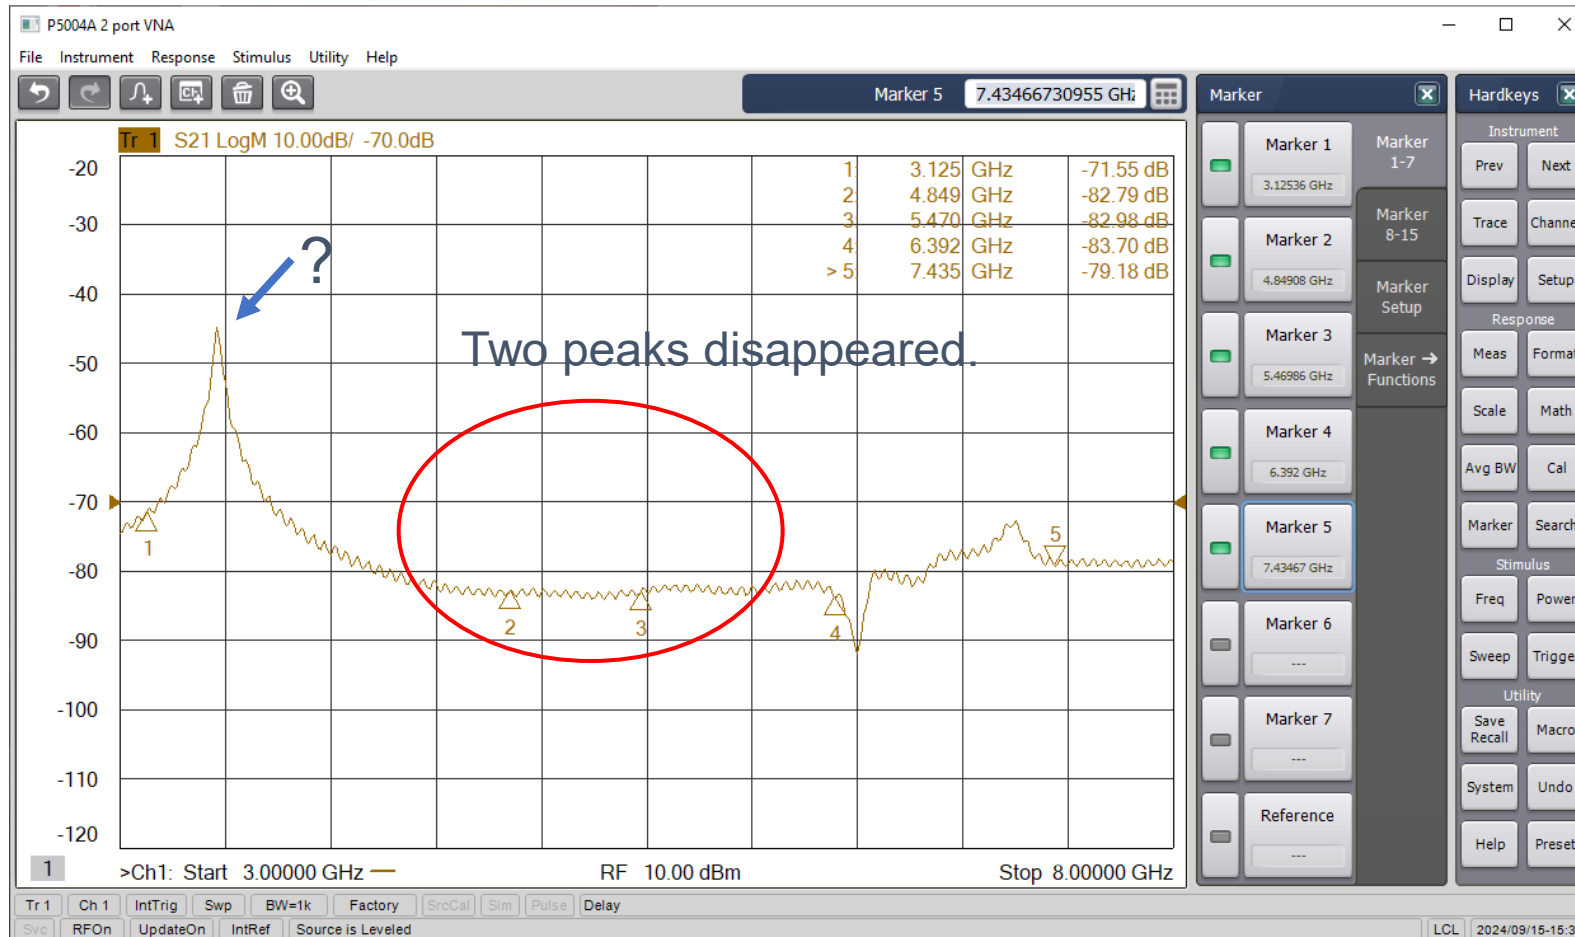 P5004A 2 port VNA
File Instrument Response Stimulus Utility Help
Marker 5 7.43466730955 GHz
Tr 1 S21 LogM 10.00dB/ -70.0dB
-20
-30
-40
-50
-60
-70
-80
-90
-100
-110
-120
1: 3.125 GHz -71.55 dB
2: 4.849 GHz -82.79 dB
3: 5.470 GHz -82.98 dB
4: 6.392 GHz -83.70 dB
> 5: 7.435 GHz -79.18 dB
?
Two peaks disappeared.
1
2
3
4
5
1
>Ch1: Start 3.00000 GHz
RF 10.00 dBm
Stop 8.00000 GHz
Marker
Marker 1
3.12536 GHz
Marker 2
4.84908 GHz
Marker 3
5.46986 GHz
Marker 4
6.392 GHz
Marker 5
7.43467 GHz
Marker 6
---
Marker 7
---
Reference
---
Marker
1-7
Marker
8-15
Marker
Setup
Marker →
Functions
Hardkeys
Instrument
Prev Next
Trace Channe
Display Setup
Response
Meas Format
Scale Math
Avg BW Cal
Marker Search
Stimulus
Freq Power
Sweep Trigge
Utility
Save
Recall
Macro
System Undo
Help Preset
Tr 1 Ch 1 IntTrig Swp BW=1k Factory SrcCal Sim Pulse Delay
Svc RFOn UpdateOn IntRef Source is Leveled
LCL 2024/09/15-15:3